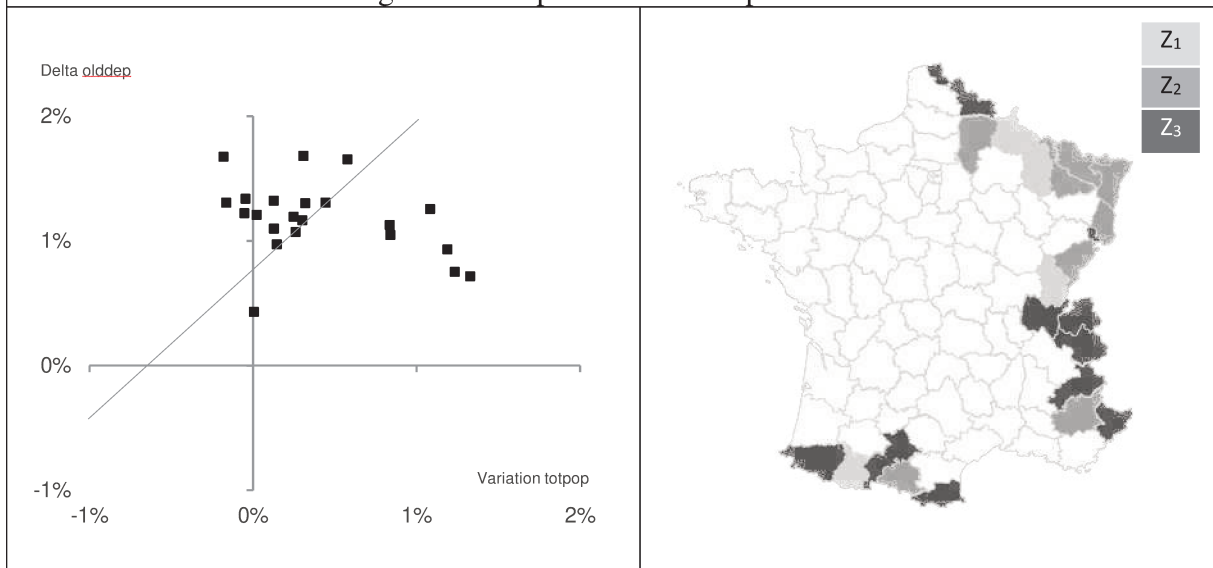 Delta olddep
2%
1%
0%
-1%
Variation totpop
-1%
0%
1%
2%
Z1
Z2
Z3